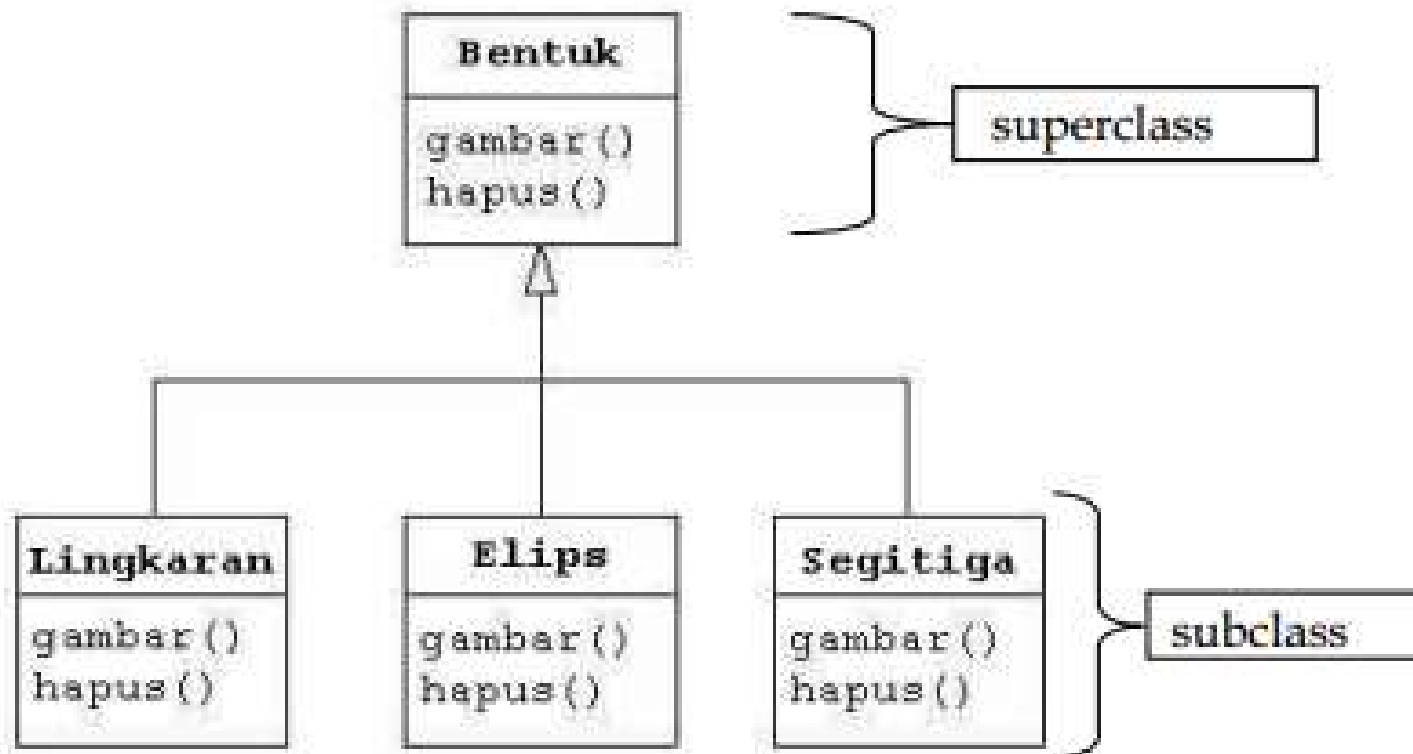 Bentuk
gambar()
hapus()
superclass
Lingkaran
gambar()
hapus()
Elips
gambar()
hapus()
Segitiga
gambar()
hapus()
subclass